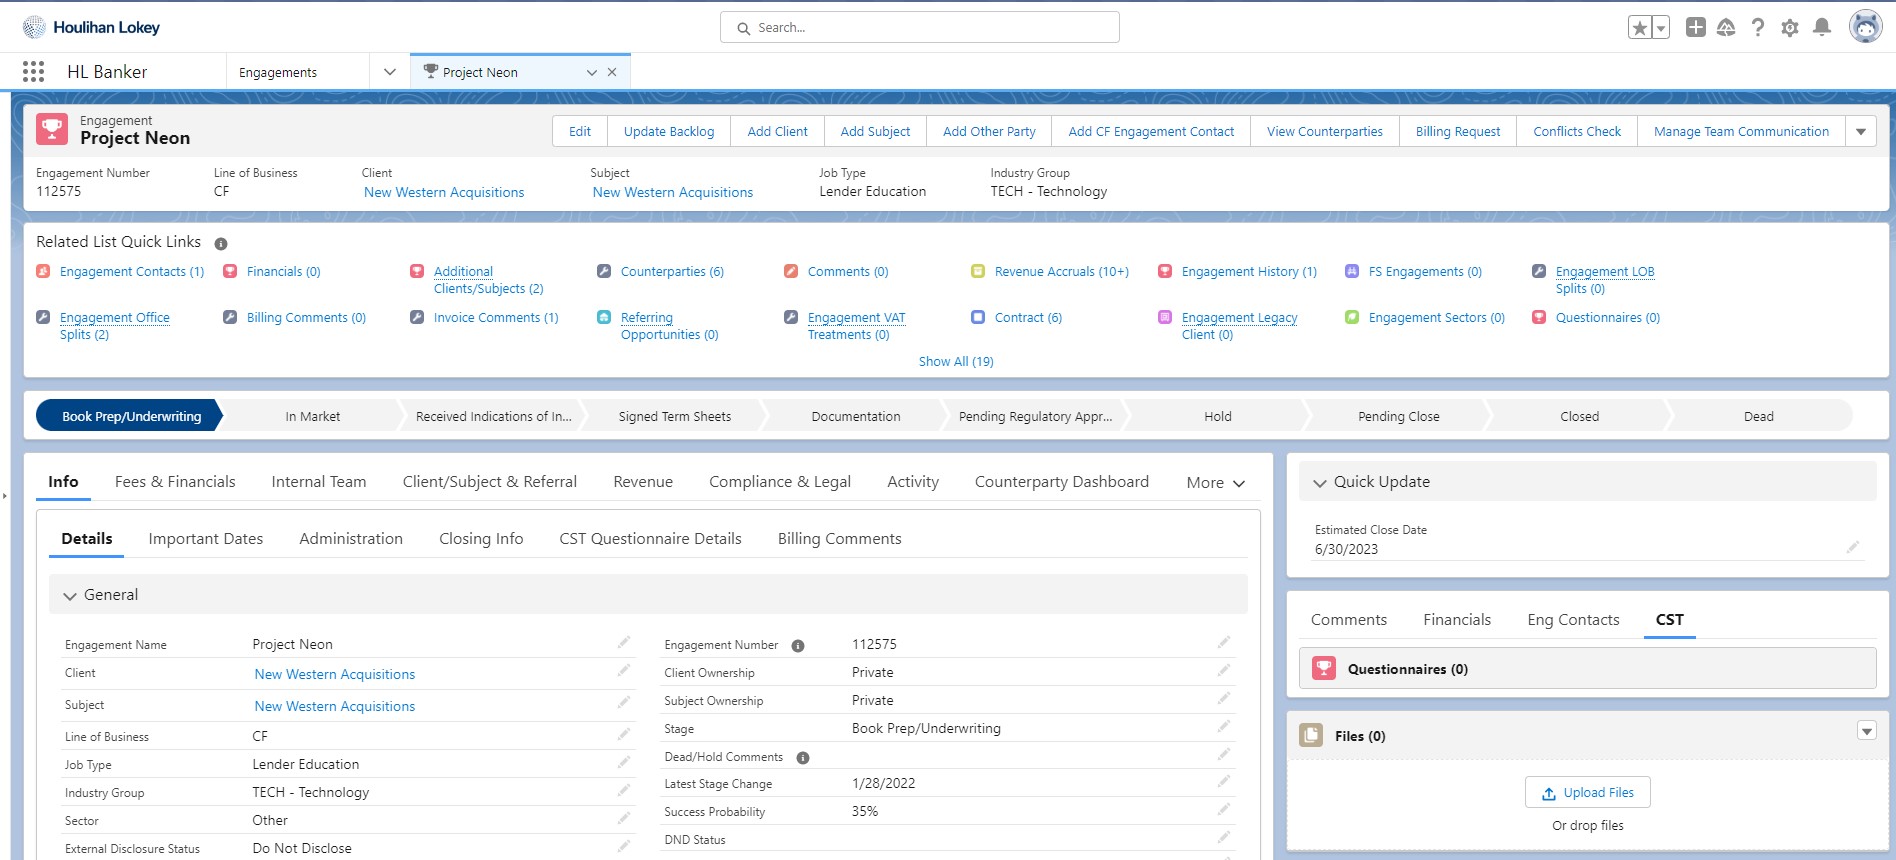 Houlihan Lokey
Search...
HL Banker
Engagements
Project Neon
Engagement
Project Neon
Edit
Update Backlog
Add Client
Add Subject
Add Other Party
Add CF Engagement Contact
View Counterparties
Billing Request
Conflicts Check
Manage Team Communication
Engagement Number
112575
Line of Business
CF
Client
New Western Acquisitions
Subject
New Western Acquisitions
Job Type
Lender Education
Industry Group
TECH - Technology
Related List Quick Links
Engagement Contacts (1)
Financials (0)
Additional
Clients/Subjects (2)
Counterparties (6)
Comments (0)
Revenue Accruals (10+)
Engagement History (1)
FS Engagements (0)
Engagement LOB
Splits (0)
Engagement Office
Splits (2)
Billing Comments (0)
Invoice Comments (1)
Referring
Opportunities (0)
Engagement VAT
Treatments (0)
Contract (6)
Engagement Legacy
Client (0)
Engagement Sectors (0)
Questionnaires (0)
Show All (19)
Book Prep/Underwriting
In Market
Received Indications of In...
Signed Term Sheets
Documentation
Pending Regulatory Appr...
Hold
Pending Close
Closed
Dead
Info
Fees & Financials
Internal Team
Client/Subject & Referral
Revenue
Compliance & Legal
Activity
Counterparty Dashboard
More
Details
Important Dates
Administration
Closing Info
CST Questionnaire Details
Billing Comments
General
Engagement Name Project Neon
Client New Western Acquisitions
Subject New Western Acquisitions
Line of Business CF
Job Type Lender Education
Industry Group TECH - Technology
Sector Other
External Disclosure Status Do Not Disclose
Engagement Number 112575
Client Ownership Private
Subject Ownership Private
Stage Book Prep/Underwriting
Dead/Hold Comments
Latest Stage Change 1/28/2022
Success Probability 35%
DND Status
Quick Update
Estimated Close Date
6/30/2023
Comments
Financials
Eng Contacts
CST
Questionnaires (0)
Files (0)
Upload Files
Or drop files